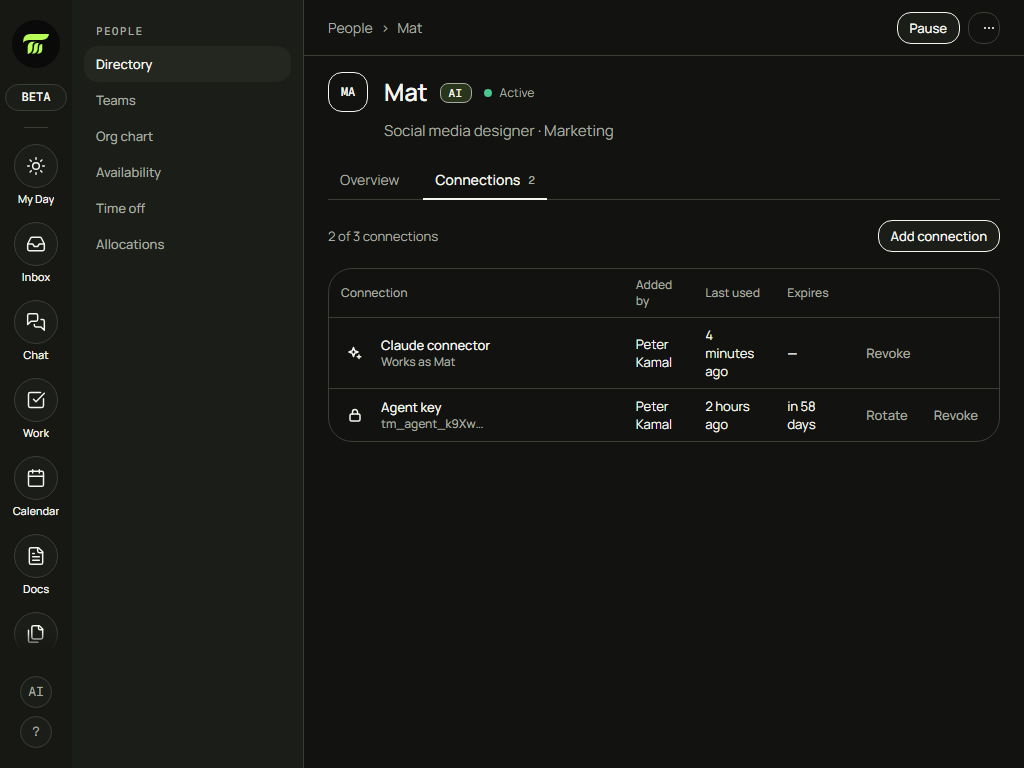 BETA
My Day
Inbox
Chat
Work
Calendar
Docs
AI
?
PEOPLE
Directory
Teams
Org chart
Availability
Time off
Allocations
People > Mat
Pause
...
MA
Mat
AI
Active
Social media designer · Marketing
Overview
Connections 2
2 of 3 connections
Add connection
Connection
Added
by
Last used
Expires
Claude connector
Works as Mat
Peter
Kamal
4
minutes
ago
—
Revoke
Agent key
tm_agent_k9Xw…
Peter
Kamal
2 hours
ago
in 58
days
Rotate
Revoke